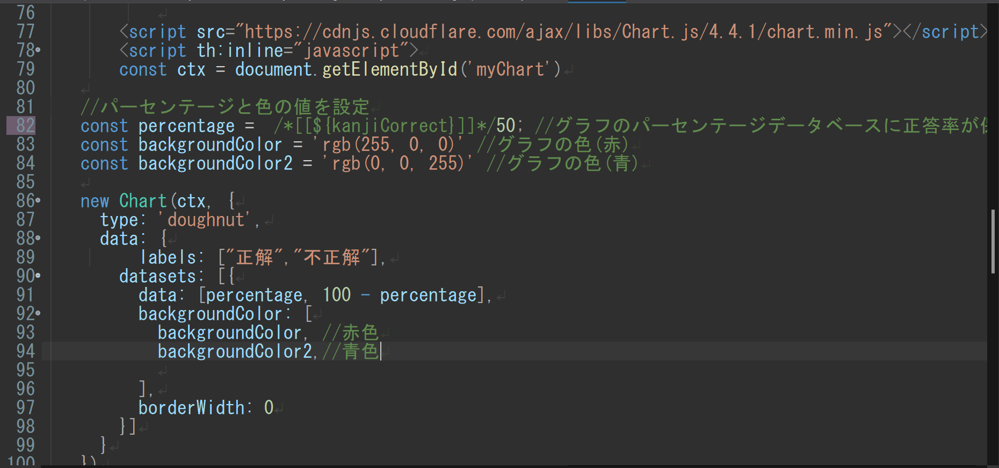 76
77 <script src="https://cdnjs.cloudflare.com/ajax/libs/Chart.js/4.4.1/chart.min.js"></script>
78 <script th:inline="javascript">
79 const ctx = document.getElementById('myChart')
80
81 //パーセンテージと色の値を設定
82 const percentage =  /*[[${kanjiCorrect}]]*/50; //グラフのパーセンテージデータベースに正答率が
83 const backgroundColor = 'rgb(255, 0, 0)' //グラフの色(赤)
84 const backgroundColor2 = 'rgb(0, 0, 255)' //グラフの色(青)
85
86 new Chart(ctx, {
87 type: 'doughnut',
88 data: {
89 labels: ["正解","不正解"],
90 datasets: [{
91 data: [percentage, 100 - percentage],
92 backgroundColor: [
93 backgroundColor, //赤色
94 backgroundColor2,//青色
95
96 ],
97 borderWidth: 0
98 }]
99 }
100 })